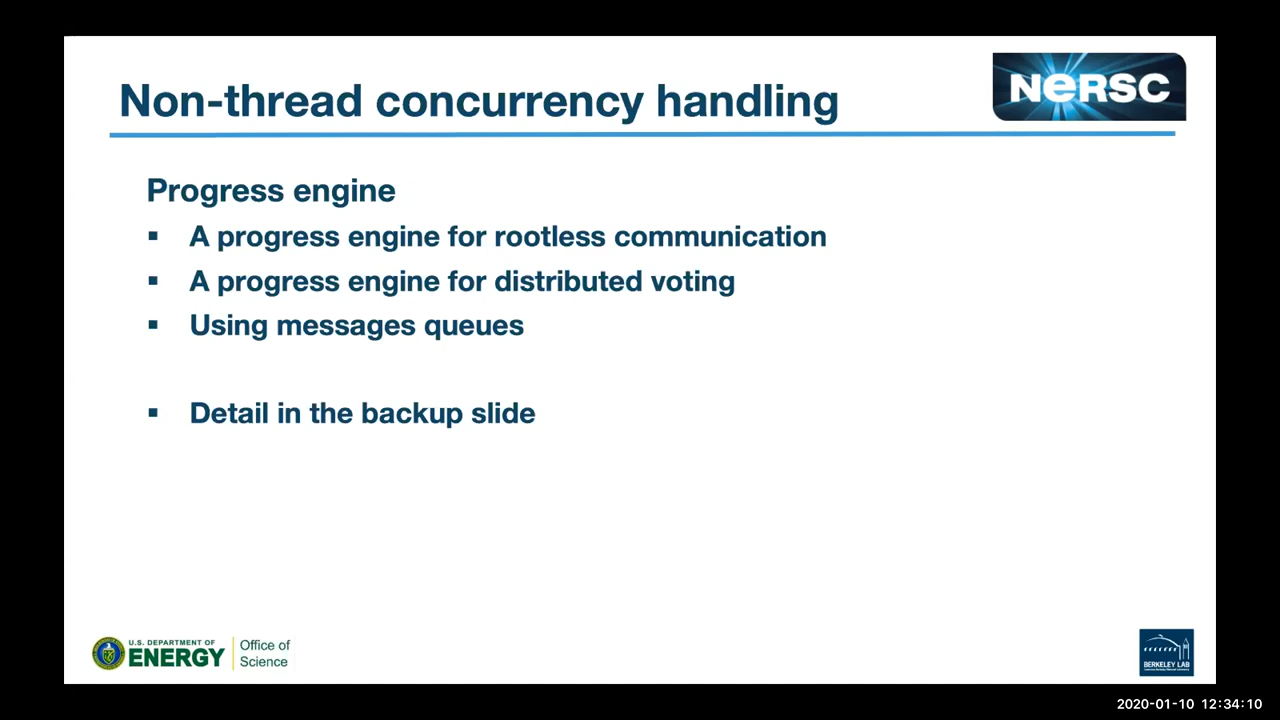 Non-thread concurrency handling
NERSC
Progress engine
▪ A progress engine for rootless communication
▪ A progress engine for distributed voting
▪ Using messages queues
▪ Detail in the backup slide
U.S. DEPARTMENT OF
ENERGY
Office of
Science
BERKELEY LAB
2020-01-10 12:34:10